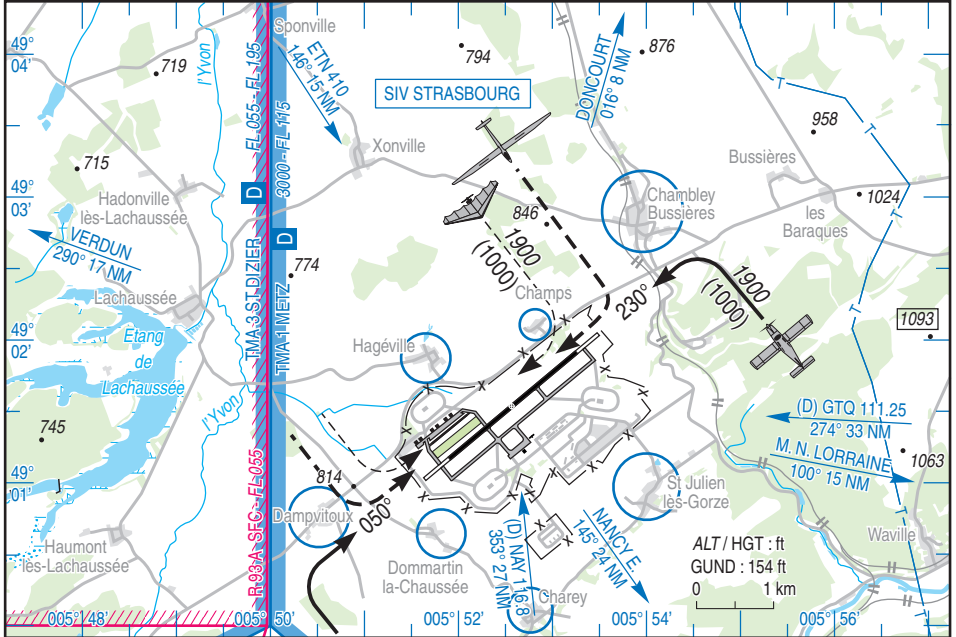 49°
04'
Sponville
719
l'Yvon
FL 055 - FL 195
ETN 410
146° 15 NM
794
SIV STRASBOURG
DONCOURT
016° 8 NM
876
T
958
Xonville
715
3000 - FL 115
Bussières
T
49°
03'
Hadonville
lès-Lachaussée
D
846
Chambley
Bussières
1024
les
Baraques
VERDUN
290° 17 NM
D
1900
(1000)
774
Lachaussée
TMA 3 ST DIZIER
TMA 1 METZ
Champs
230°
1900
(1000)
T
1093
49°
02'
Etang
de
Lachaussée
Hagéville
l'Yvon
745
(D) GTQ 111.25
274° 33 NM
M. N. LORRAINE
100° 15 NM
1063
49°
01'
R 93 A SFC - FL 055
814
050°
Dampvitoux
St Julien
lès-Gorze
Waville
Haumont
lès-Lachaussée
Dommartin
la-Chaussée
(D) NAY 116.8
353° 27 NM
NANCY E.
145° 24 NM
ALT / HGT : ft
GUND : 154 ft
0 1 km
Charey
005° 48'
005° 50'
005° 52'
005° 54'
005° 56'